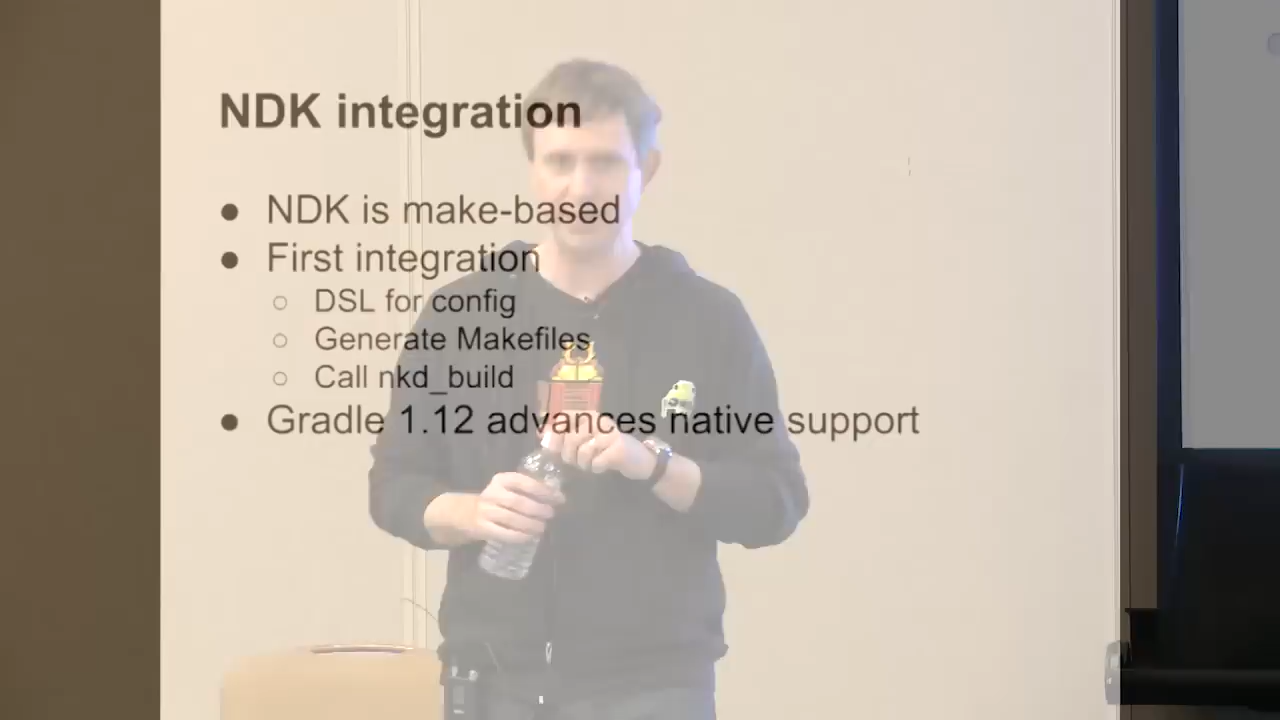 NDK integration
● NDK is make-based
● First integration
○ DSL for config
○ Generate Makefiles
○ Call nkd_build
● Gradle 1.12 advances native support